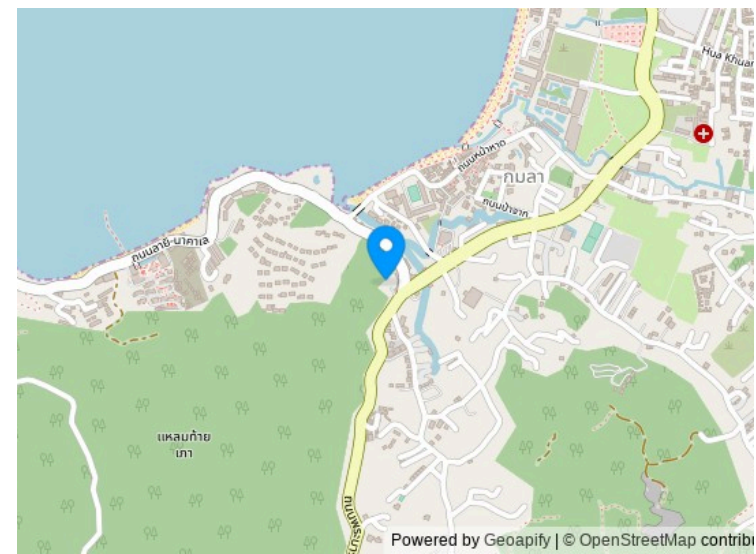 Hua Khuan
ถนนหน้าหาด
กมลา
ถนนป่าจาก
ถนนลายิ-นาคาเล
แหลมท้าย
เภา
ถนนพระบา
Powered by Geoapify | © OpenStreetMap contribu